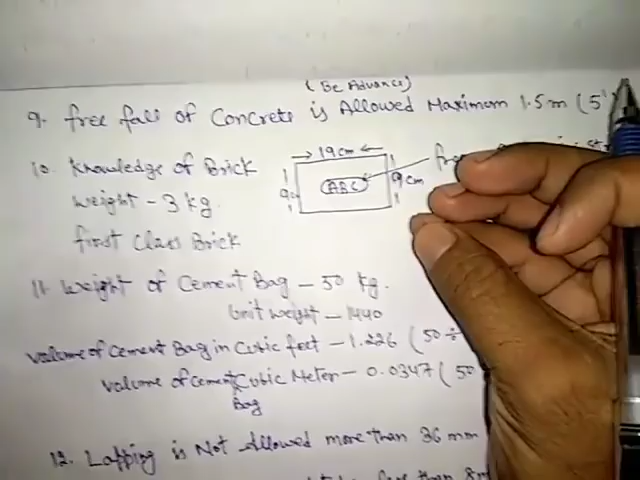 (Be Advance)
9. free fall of Concrete is Allowed Maximum 1.5m (5'
10. Knowledge of Brick
19cm
weight - 3 kg.
9
ABC
9cm
first Class Brick
11. Weight of Cement Bag - 50 kg.
Unit weight - 1440
volume of Cement Bag in Cubic feet - 1.226 (50 ÷
volume of Cement Cubic Meter - 0.0347 (50
Bag
12. Lapping is Not Allowed more than 36 mm